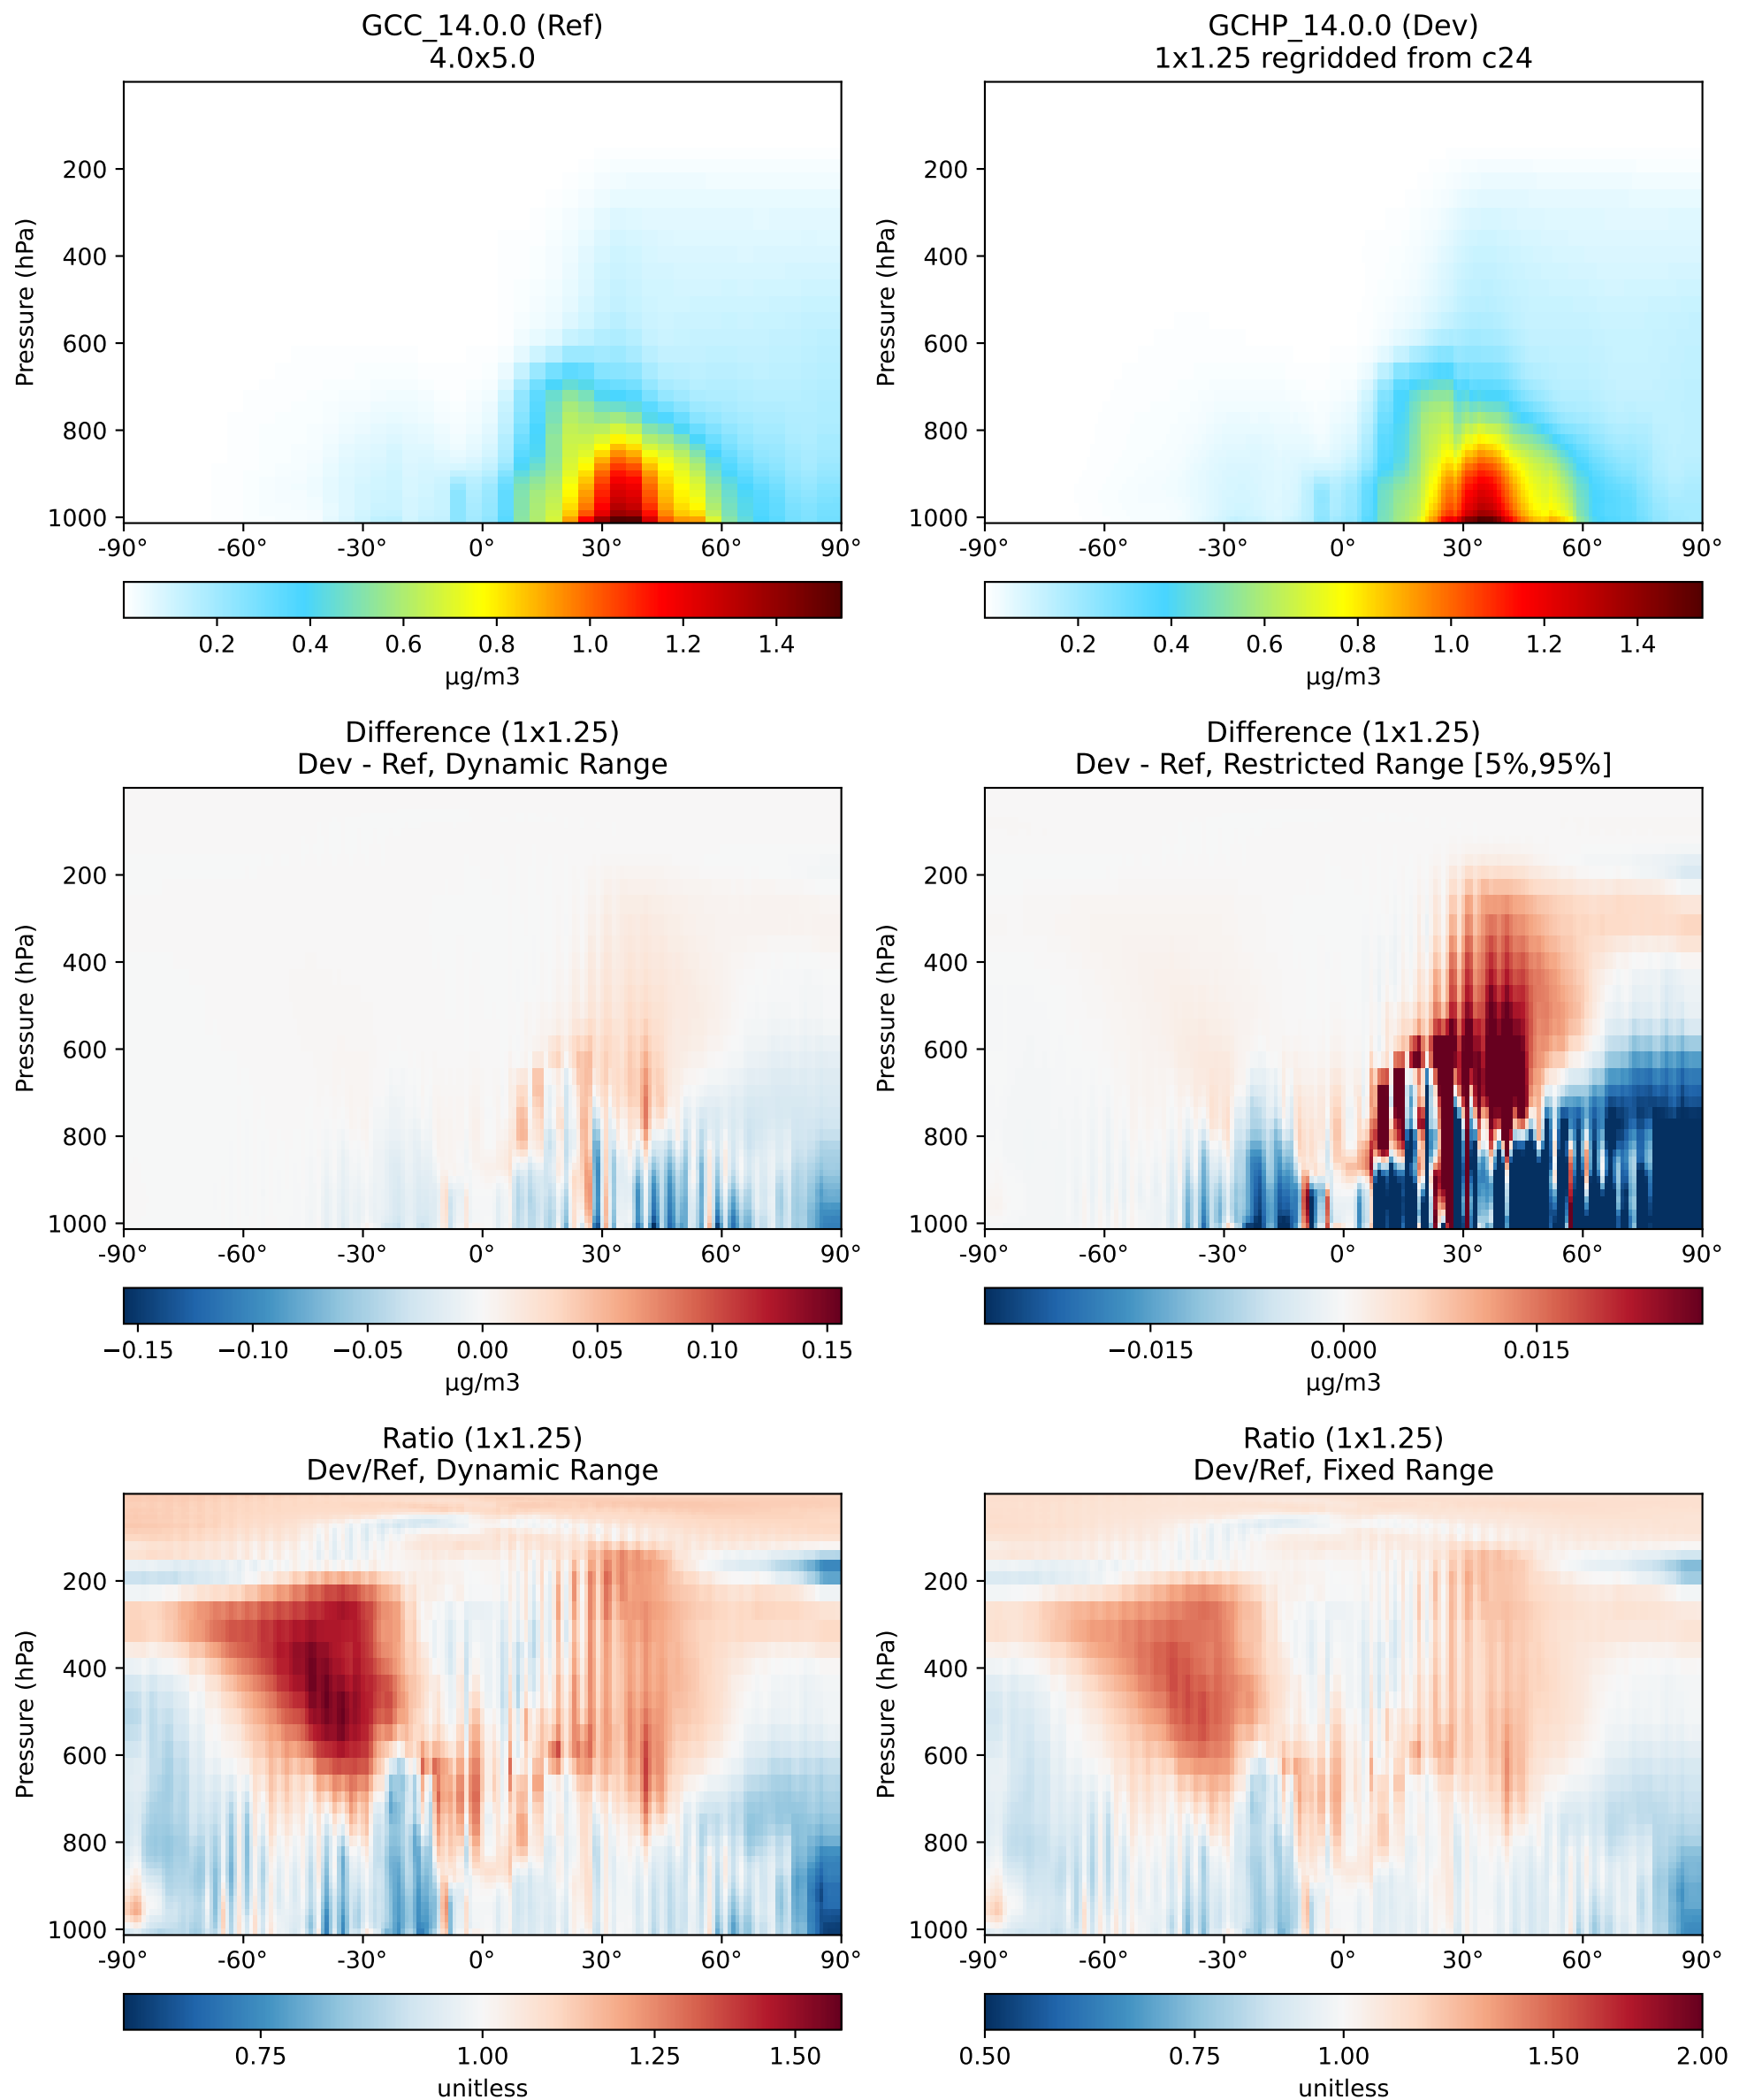 GCC_14.0.0 (Ref)
4.0x5.0
Pressure (hPa)
200
400
600
800
1000
-90° -60° -30° 0° 30° 60° 90°
0.2 0.4 0.6 0.8 1.0 1.2 1.4
μg/m3
GCHP_14.0.0 (Dev)
1x1.25 regridded from c24
Pressure (hPa)
200
400
600
800
1000
-90° -60° -30° 0° 30° 60° 90°
0.2 0.4 0.6 0.8 1.0 1.2 1.4
μg/m3
Difference (1x1.25)
Dev - Ref, Dynamic Range
Pressure (hPa)
200
400
600
800
1000
-90° -60° -30° 0° 30° 60° 90°
−0.15 −0.10 −0.05 0.00 0.05 0.10 0.15
μg/m3
Difference (1x1.25)
Dev - Ref, Restricted Range [5%,95%]
Pressure (hPa)
200
400
600
800
1000
-90° -60° -30° 0° 30° 60° 90°
−0.015 0.000 0.015
μg/m3
Ratio (1x1.25)
Dev/Ref, Dynamic Range
Pressure (hPa)
200
400
600
800
1000
-90° -60° -30° 0° 30° 60° 90°
0.75 1.00 1.25 1.50
unitless
Ratio (1x1.25)
Dev/Ref, Fixed Range
Pressure (hPa)
200
400
600
800
1000
-90° -60° -30° 0° 30° 60° 90°
0.50 0.75 1.00 1.50 2.00
unitless